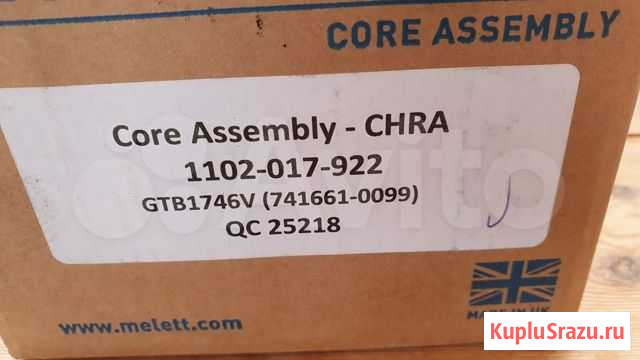 CORE ASSEMBLY
Core Assembly - CHRA
1102-017-922
GTB1746V (741661-0099)
QC 25218
Avito
www.melett.com
MADE IN UK
KupluSrazu.ru